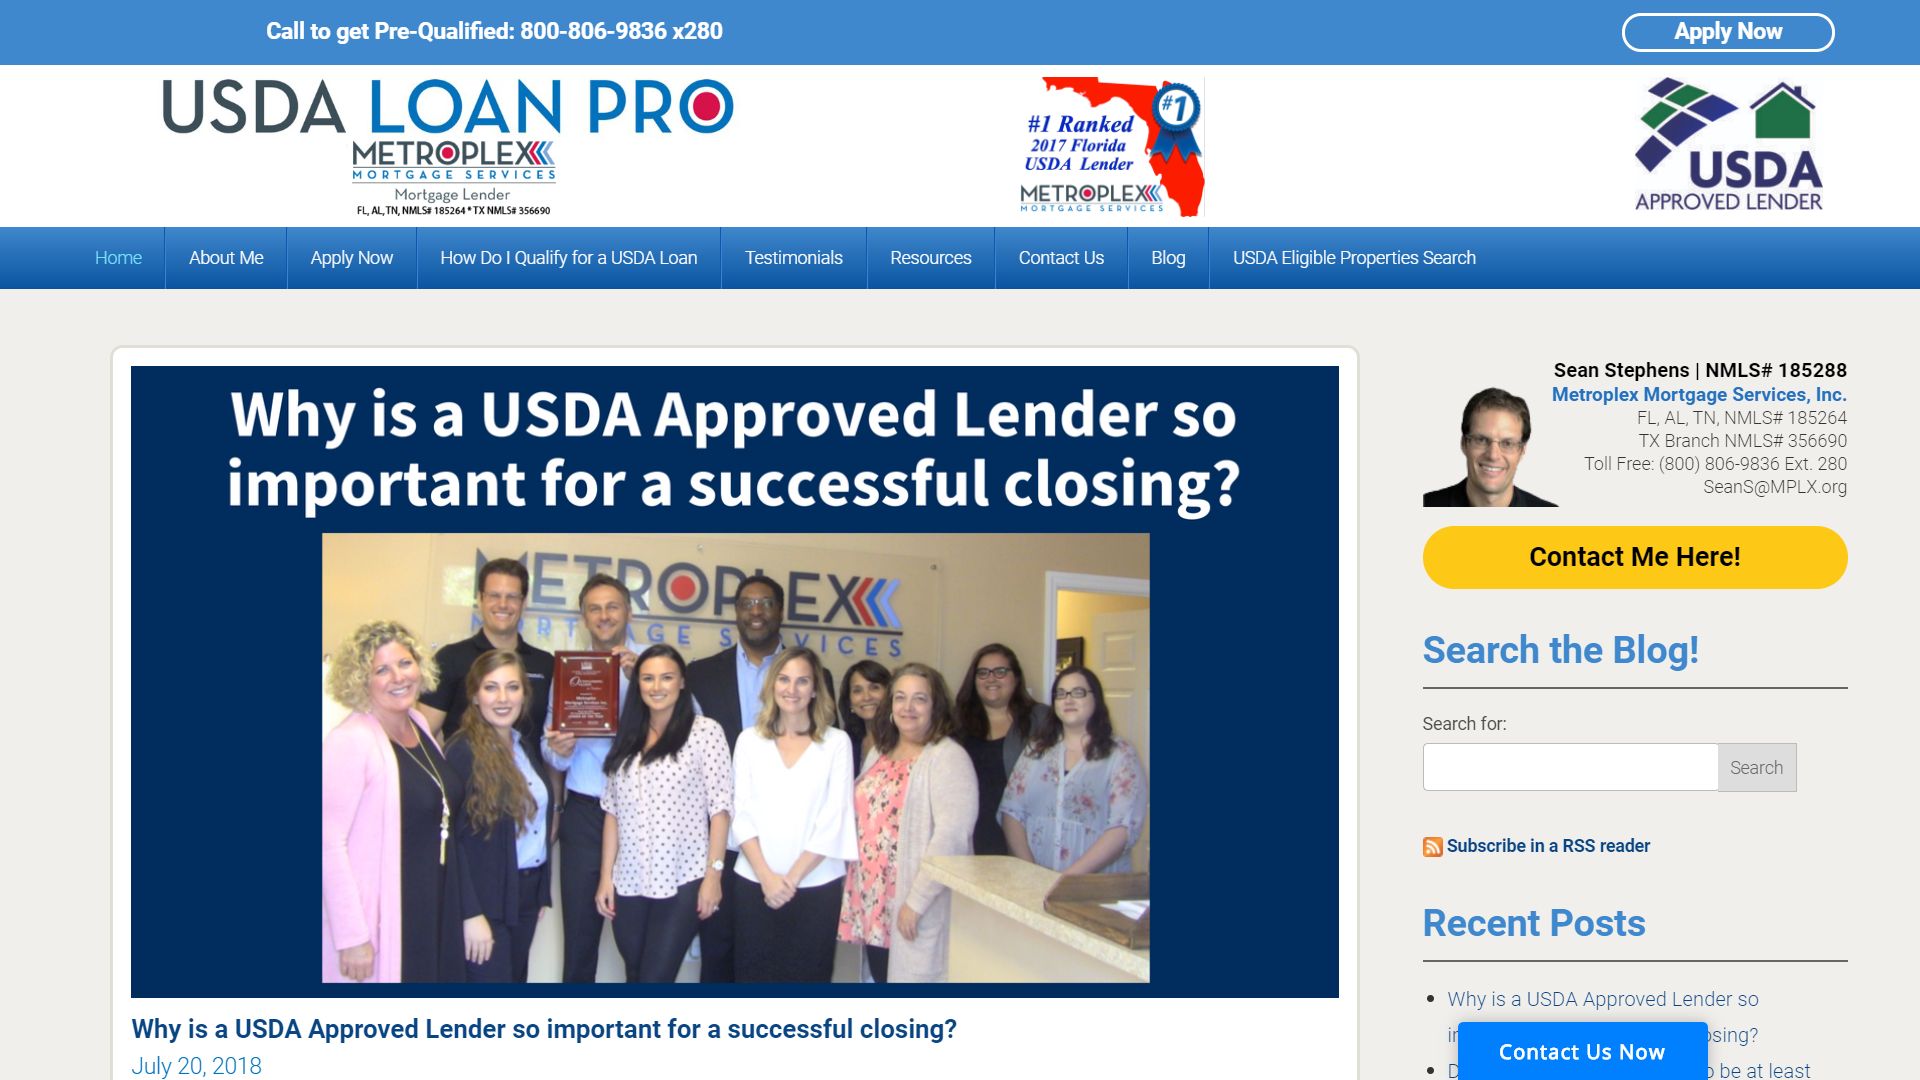 Call to get Pre-Qualified: 800-806-9836 x280
Apply Now
USDA LOAN PRO
METROPLEX
MORTGAGE SERVICES
Mortgage Lender
FL, AL, TN, NMLS# 185264 * TX NMLS# 356690
#1
#1 Ranked
2017 Florida
USDA Lender
METROPLEX
MORTGAGE SERVICES
USDA
APPROVED LENDER
Home
About Me
Apply Now
How Do I Qualify for a USDA Loan
Testimonials
Resources
Contact Us
Blog
USDA Eligible Properties Search
Why is a USDA Approved Lender so
important for a successful closing?
METROPLEX
MORTGAGE SERVICES
Why is a USDA Approved Lender so important for a successful closing?
July 20, 2018
Sean Stephens | NMLS# 185288
Metroplex Mortgage Services, Inc.
FL, AL, TN, NMLS# 185264
TX Branch NMLS# 356690
Toll Free: (800) 806-9836 Ext. 280
SeanS@MPLX.org
Contact Me Here!
Search the Blog!
Search for:
Search
Subscribe in a RSS reader
Recent Posts
Why is a USDA Approved Lender so
Contact Us Now
be at least